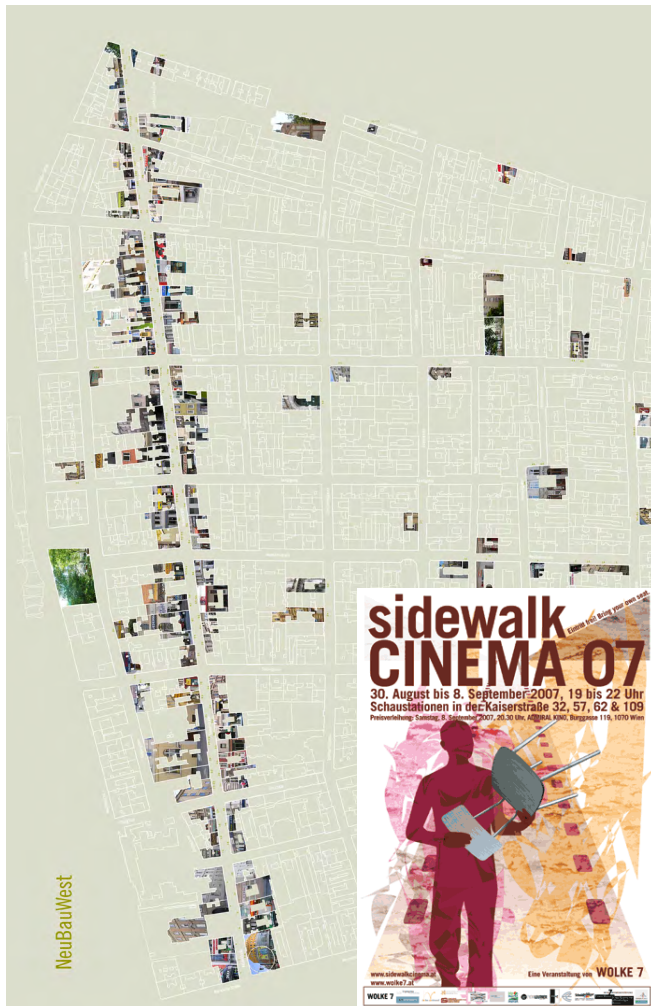 NeuBauWest
sidewalk
Eintritt frei! Bring your own seat.
CINEMA 07
30. August bis 8. September 2007, 19 bis 22 Uhr
Schaustationen in der Kaiserstraße 32, 57, 62 & 109
Preisverleihung: Samstag, 8. September 2007, 20.30 Uhr, ADMIRAL KINO, Burggasse 119, 1070 Wien
www.sidewalkcinema.at
www.wolke7.at
Eine Veranstaltung von WOLKE 7
WOLKE 7